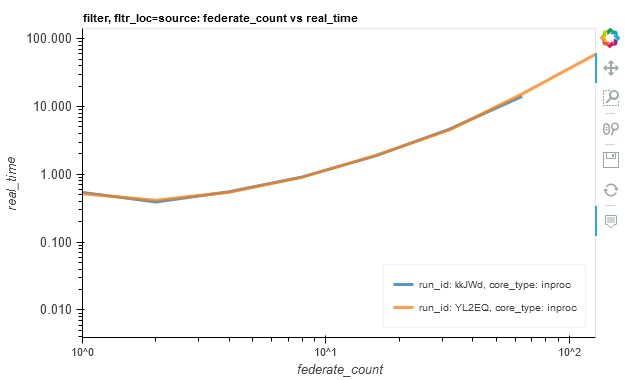 filter, fltr_loc=source: federate_count vs real_time
100.000
10.000
1.000
0.100
0.010
real_time
run_id: kkJWd, core_type: inproc
run_id: YL2EQ, core_type: inproc
10^0
10^1
10^2
federate_count